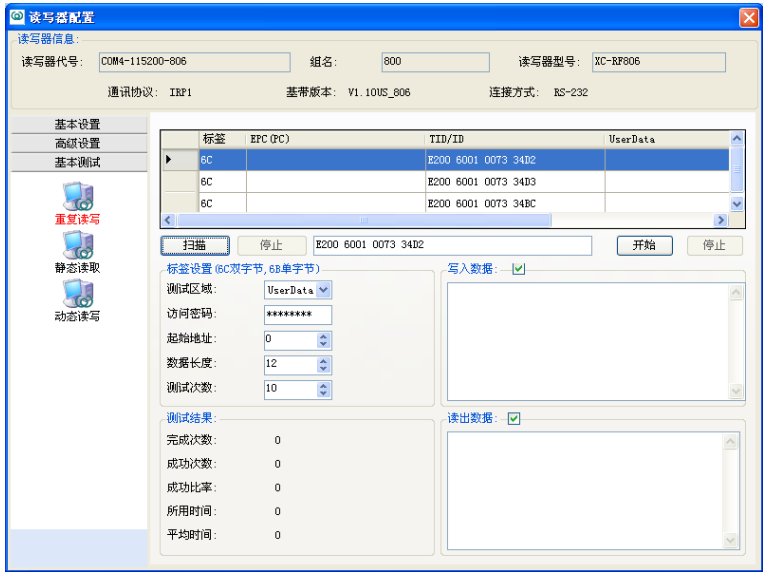 读写器配置
读写器信息:
读写器代号: COM4-115200-806 组名: 800 读写器型号: XC-RF806
通讯协议: IRP1 基带版本: V1.10US_806 连接方式: RS-232
基本设置
高级设置
基本测试
重复读写
静态读取
动态读写
标签 EPC(PC) TID/ID UserData
6C E200 6001 0073 34D2
6C E200 6001 0073 34D3
6C E200 6001 0073 34BC
扫描 停止 E200 6001 0073 34D2 开始 停止
标签设置(6C双字节,6B单字节)
测试区域: UserData
访问密码: ********
起始地址: 0
数据长度: 12
测试次数: 10
写入数据:
测试结果:
完成次数: 0
成功次数: 0
成功比率: 0
所用时间: 0
平均时间: 0
读出数据: